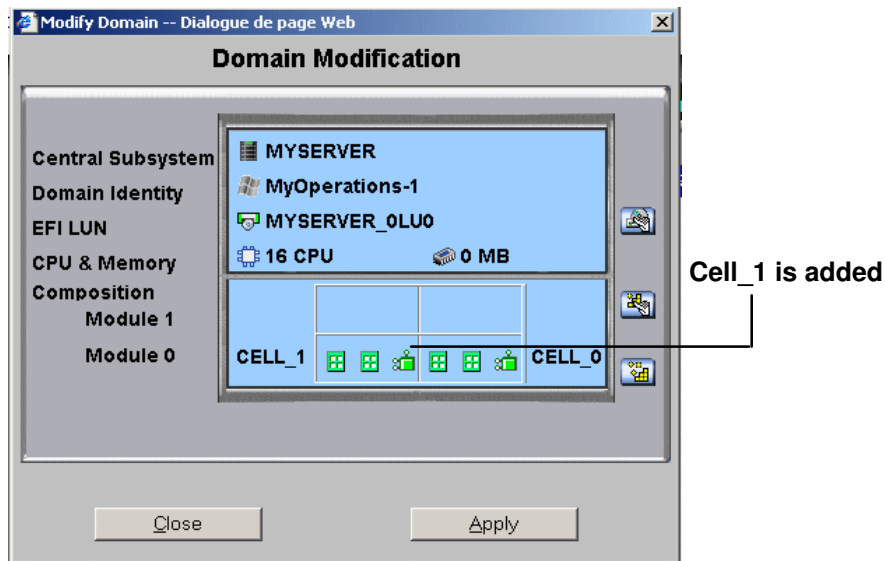 Modify Domain -- Dialogue de page Web
Domain Modification
Central Subsystem MYSERVER
Domain Identity MyOperations-1
EFI LUN MYSERVER_0LU0
CPU & Memory 16 CPU 0 MB
Composition
Module 1
Module 0 CELL_1 CELL_0
Cell_1 is added
Close Apply